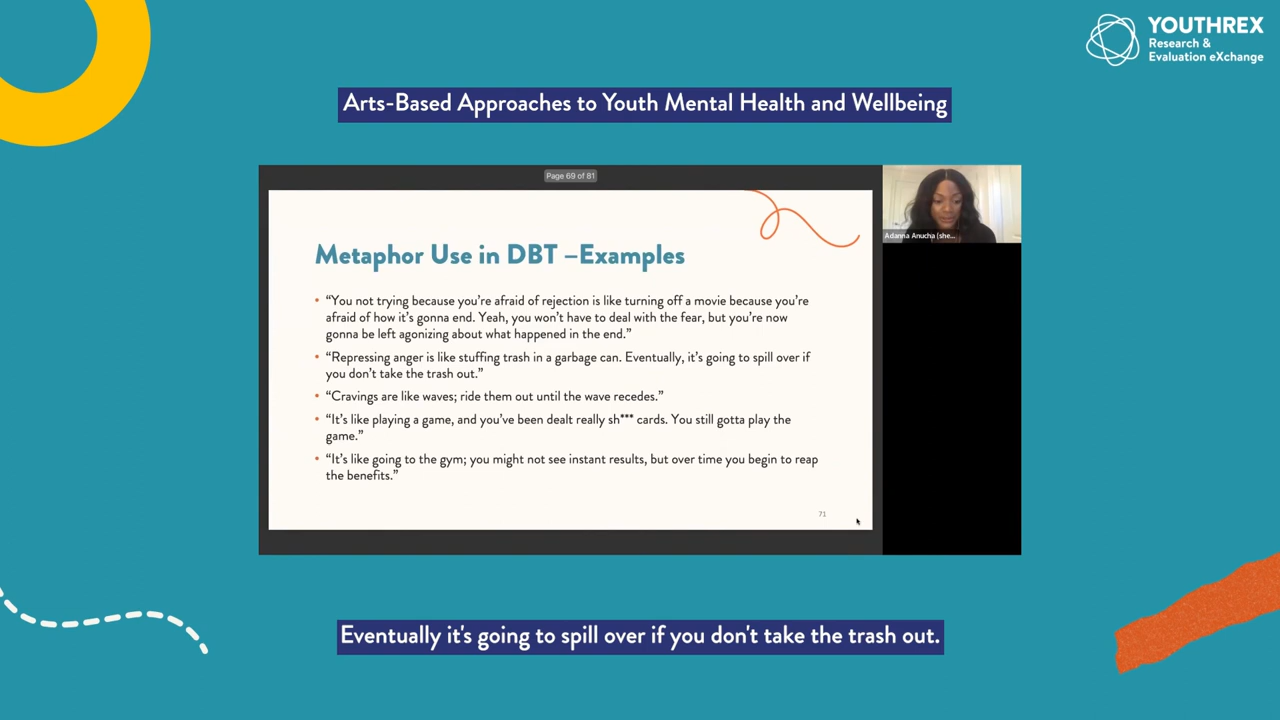 YOUTHREX
Research &
Evaluation eXchange
Arts-Based Approaches to Youth Mental Health and Wellbeing
Page 69 of 81
Adanna Anucha (she...
Metaphor Use in DBT –Examples
• “You not trying because you’re afraid of rejection is like turning off a movie because you’re
afraid of how it’s gonna end. Yeah, you won’t have to deal with the fear, but you’re now
gonna be left agonizing about what happened in the end.”
• “Repressing anger is like stuffing trash in a garbage can. Eventually, it’s going to spill over if
you don’t take the trash out.”
• “Cravings are like waves; ride them out until the wave recedes.”
• “It’s like playing a game, and you’ve been dealt really sh*** cards. You still gotta play the
game.”
• “It’s like going to the gym; you might not see instant results, but over time you begin to reap
the benefits.”
71
Eventually it's going to spill over if you don't take the trash out.